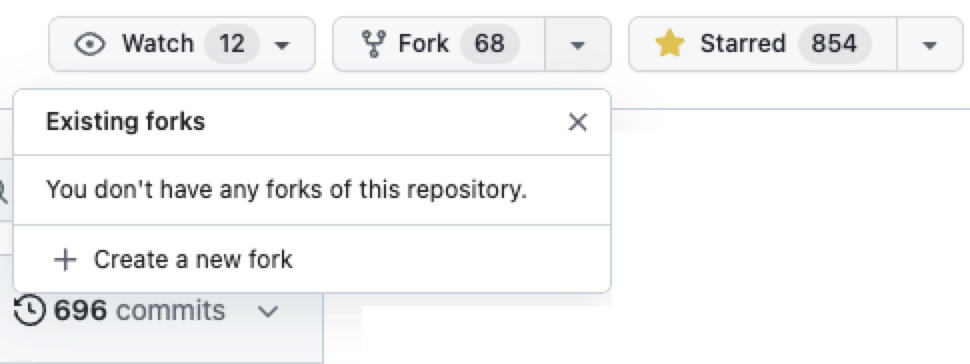 Watch 12 Fork 68 Starred 854
Existing forks
You don't have any forks of this repository.
Create a new fork
696 commits